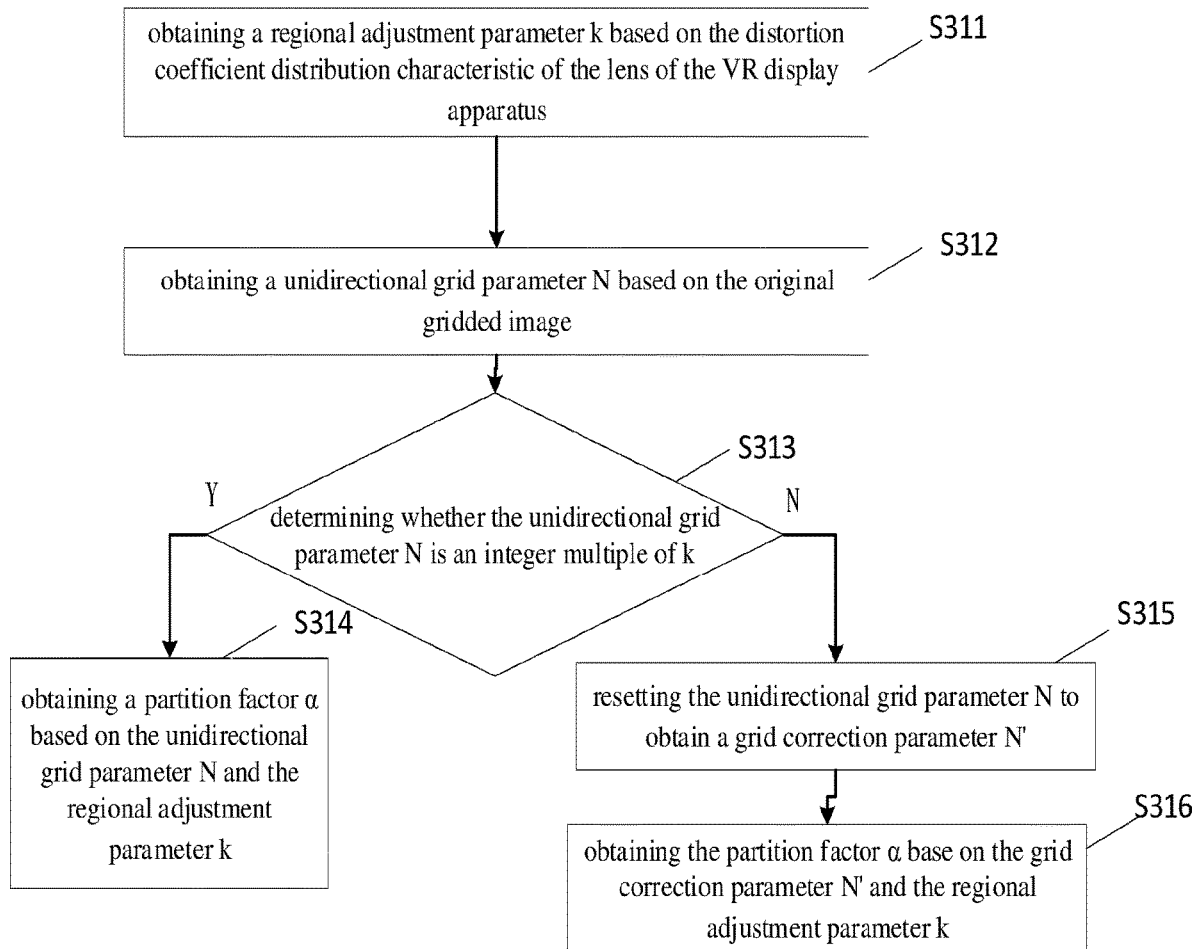 S311
obtaining a regional adjustment parameter k based on the distortion
coefficient distribution characteristic of the lens of the VR display
apparatus
S312
obtaining a unidirectional grid parameter N based on the original
gridded image
S313
Y
N
determining whether the unidirectional grid
parameter N is an integer multiple of k
S314
obtaining a partition factor α
based on the unidirectional
grid parameter N and the
regional adjustment
parameter k
S315
resetting the unidirectional grid parameter N to
obtain a grid correction parameter N'
S316
obtaining the partition factor α base on the grid
correction parameter N' and the regional
adjustment parameter k